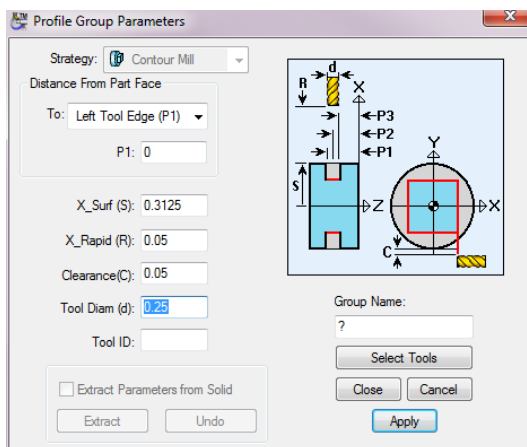 Profile Group Parameters
Strategy: Contour Mill
Distance From Part Face
To: Left Tool Edge (P1)
P1: 0
X_Surf (S): 0.3125
X_Rapid (R): 0.05
Clearance(C): 0.05
Tool Diam (d): 0.25
Tool ID:
Extract Parameters from Solid
Extract Undo
d
R
X
P3
P2
P1
S
Z
Y
X
C
Group Name:
?
Select Tools
Close Cancel
Apply